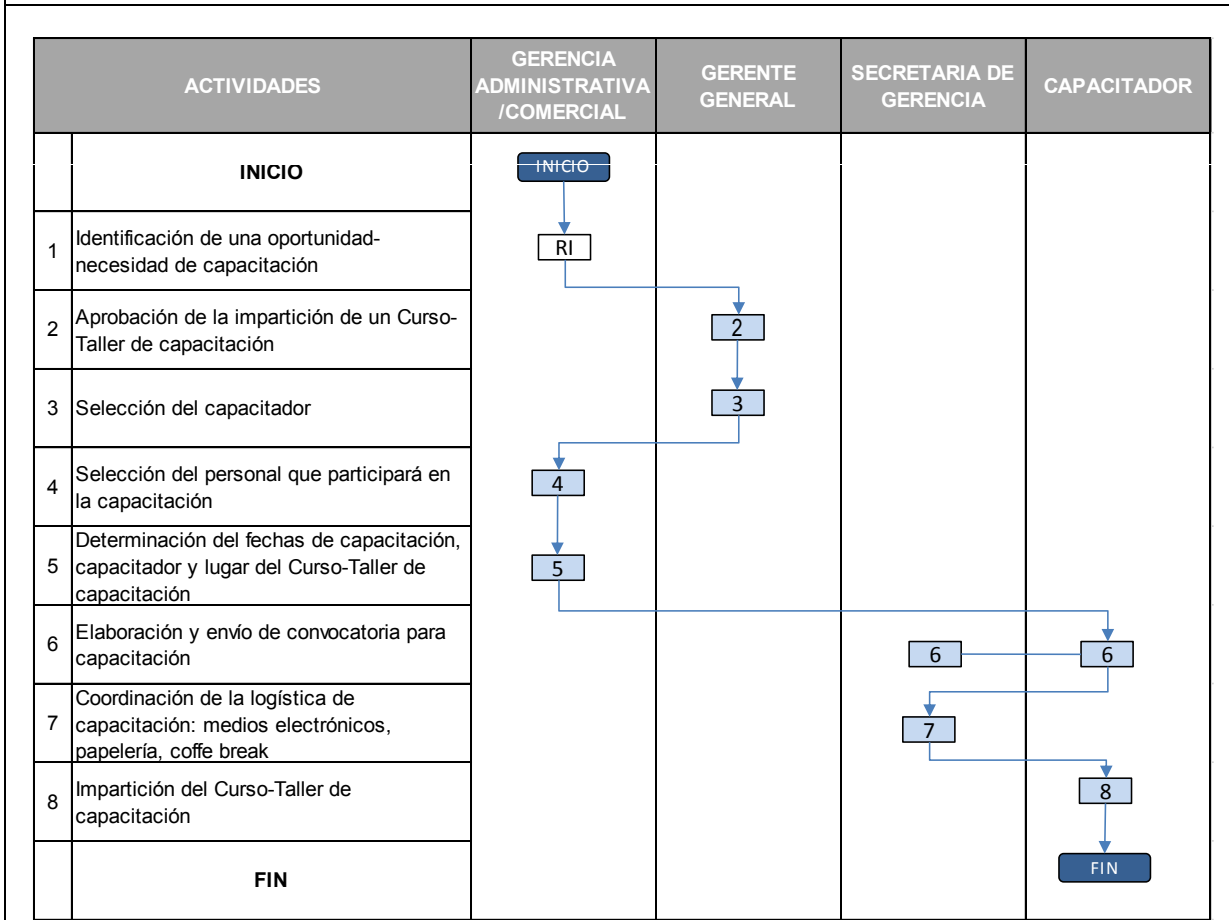 ACTIVIDADES
GERENCIA
ADMINISTRATIVA
/COMERCIAL
GERENTE
GENERAL
SECRETARIA DE
GERENCIA
CAPACITADOR
INICIO
INICIO
1
Identificación de una oportunidad-
necesidad de capacitación
RI
2
Aprobación de la impartición de un Curso-
Taller de capacitación
2
3
Selección del capacitador
3
4
Selección del personal que participará en
la capacitación
4
5
Determinación del fechas de capacitación,
capacitador y lugar del Curso-Taller de
capacitación
5
6
Elaboración y envío de convocatoria para
capacitación
6
6
7
Coordinación de la logística de
capacitación: medios electrónicos,
papelería, coffe break
7
8
Impartición del Curso-Taller de
capacitación
8
FIN
FIN